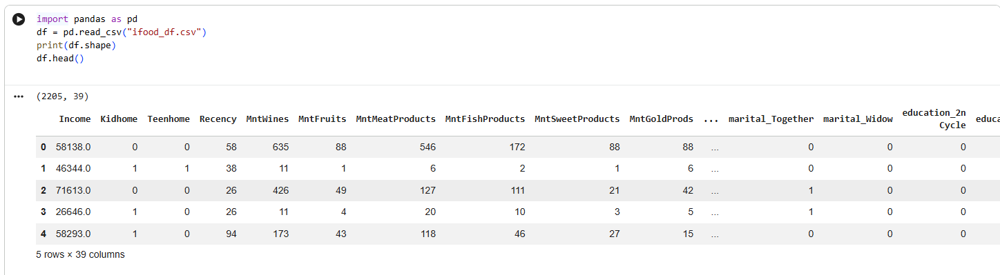 import pandas as pd
df = pd.read_csv("ifood_df.csv")
print(df.shape)
df.head()
(2205, 39)
Income Kidhome Teenhome Recency MntWines MntFruits MntMeatProducts MntFishProducts MntSweetProducts MntGoldProds ... marital_Together marital_Widow education_2n Cycle educa
0 58138.0 0 0 58 635 88 546 172 88 88 ... 0 0 0
1 46344.0 1 1 38 11 1 6 2 1 6 ... 0 0 0
2 71613.0 0 0 26 426 49 127 111 21 42 ... 1 0 0
3 26646.0 1 0 26 11 4 20 10 3 5 ... 1 0 0
4 58293.0 1 0 94 173 43 118 46 27 15 ... 0 0 0
5 rows × 39 columns